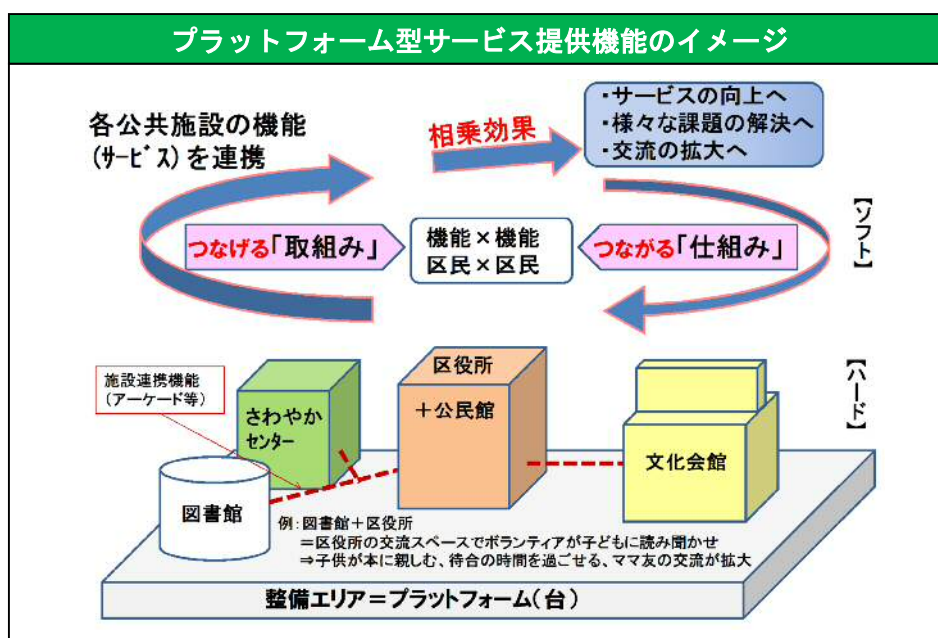 プラットフォーム型サービス提供機能のイメージ
各公共施設の機能
(ｻｰﾋﾞｽ)を連携
相乗効果
・サービスの向上へ
・様々な課題の解決へ
・交流の拡大へ
つなげる「取組み」
機能×機能
区民×区民
つながる「仕組み」
【ソフト】
施設連携機能
(アーケード等)
さわやか
ｾﾝﾀｰ
区役所
＋公民館
文化会館
【ハード】
図書館
例：図書館＋区役所
＝区役所の交流スペースでボランティアが子どもに読み聞かせ
⇒子供が本に親しむ、待合の時間を過ごせる、ママ友の交流が拡大
整備エリア＝プラットフォーム(台)